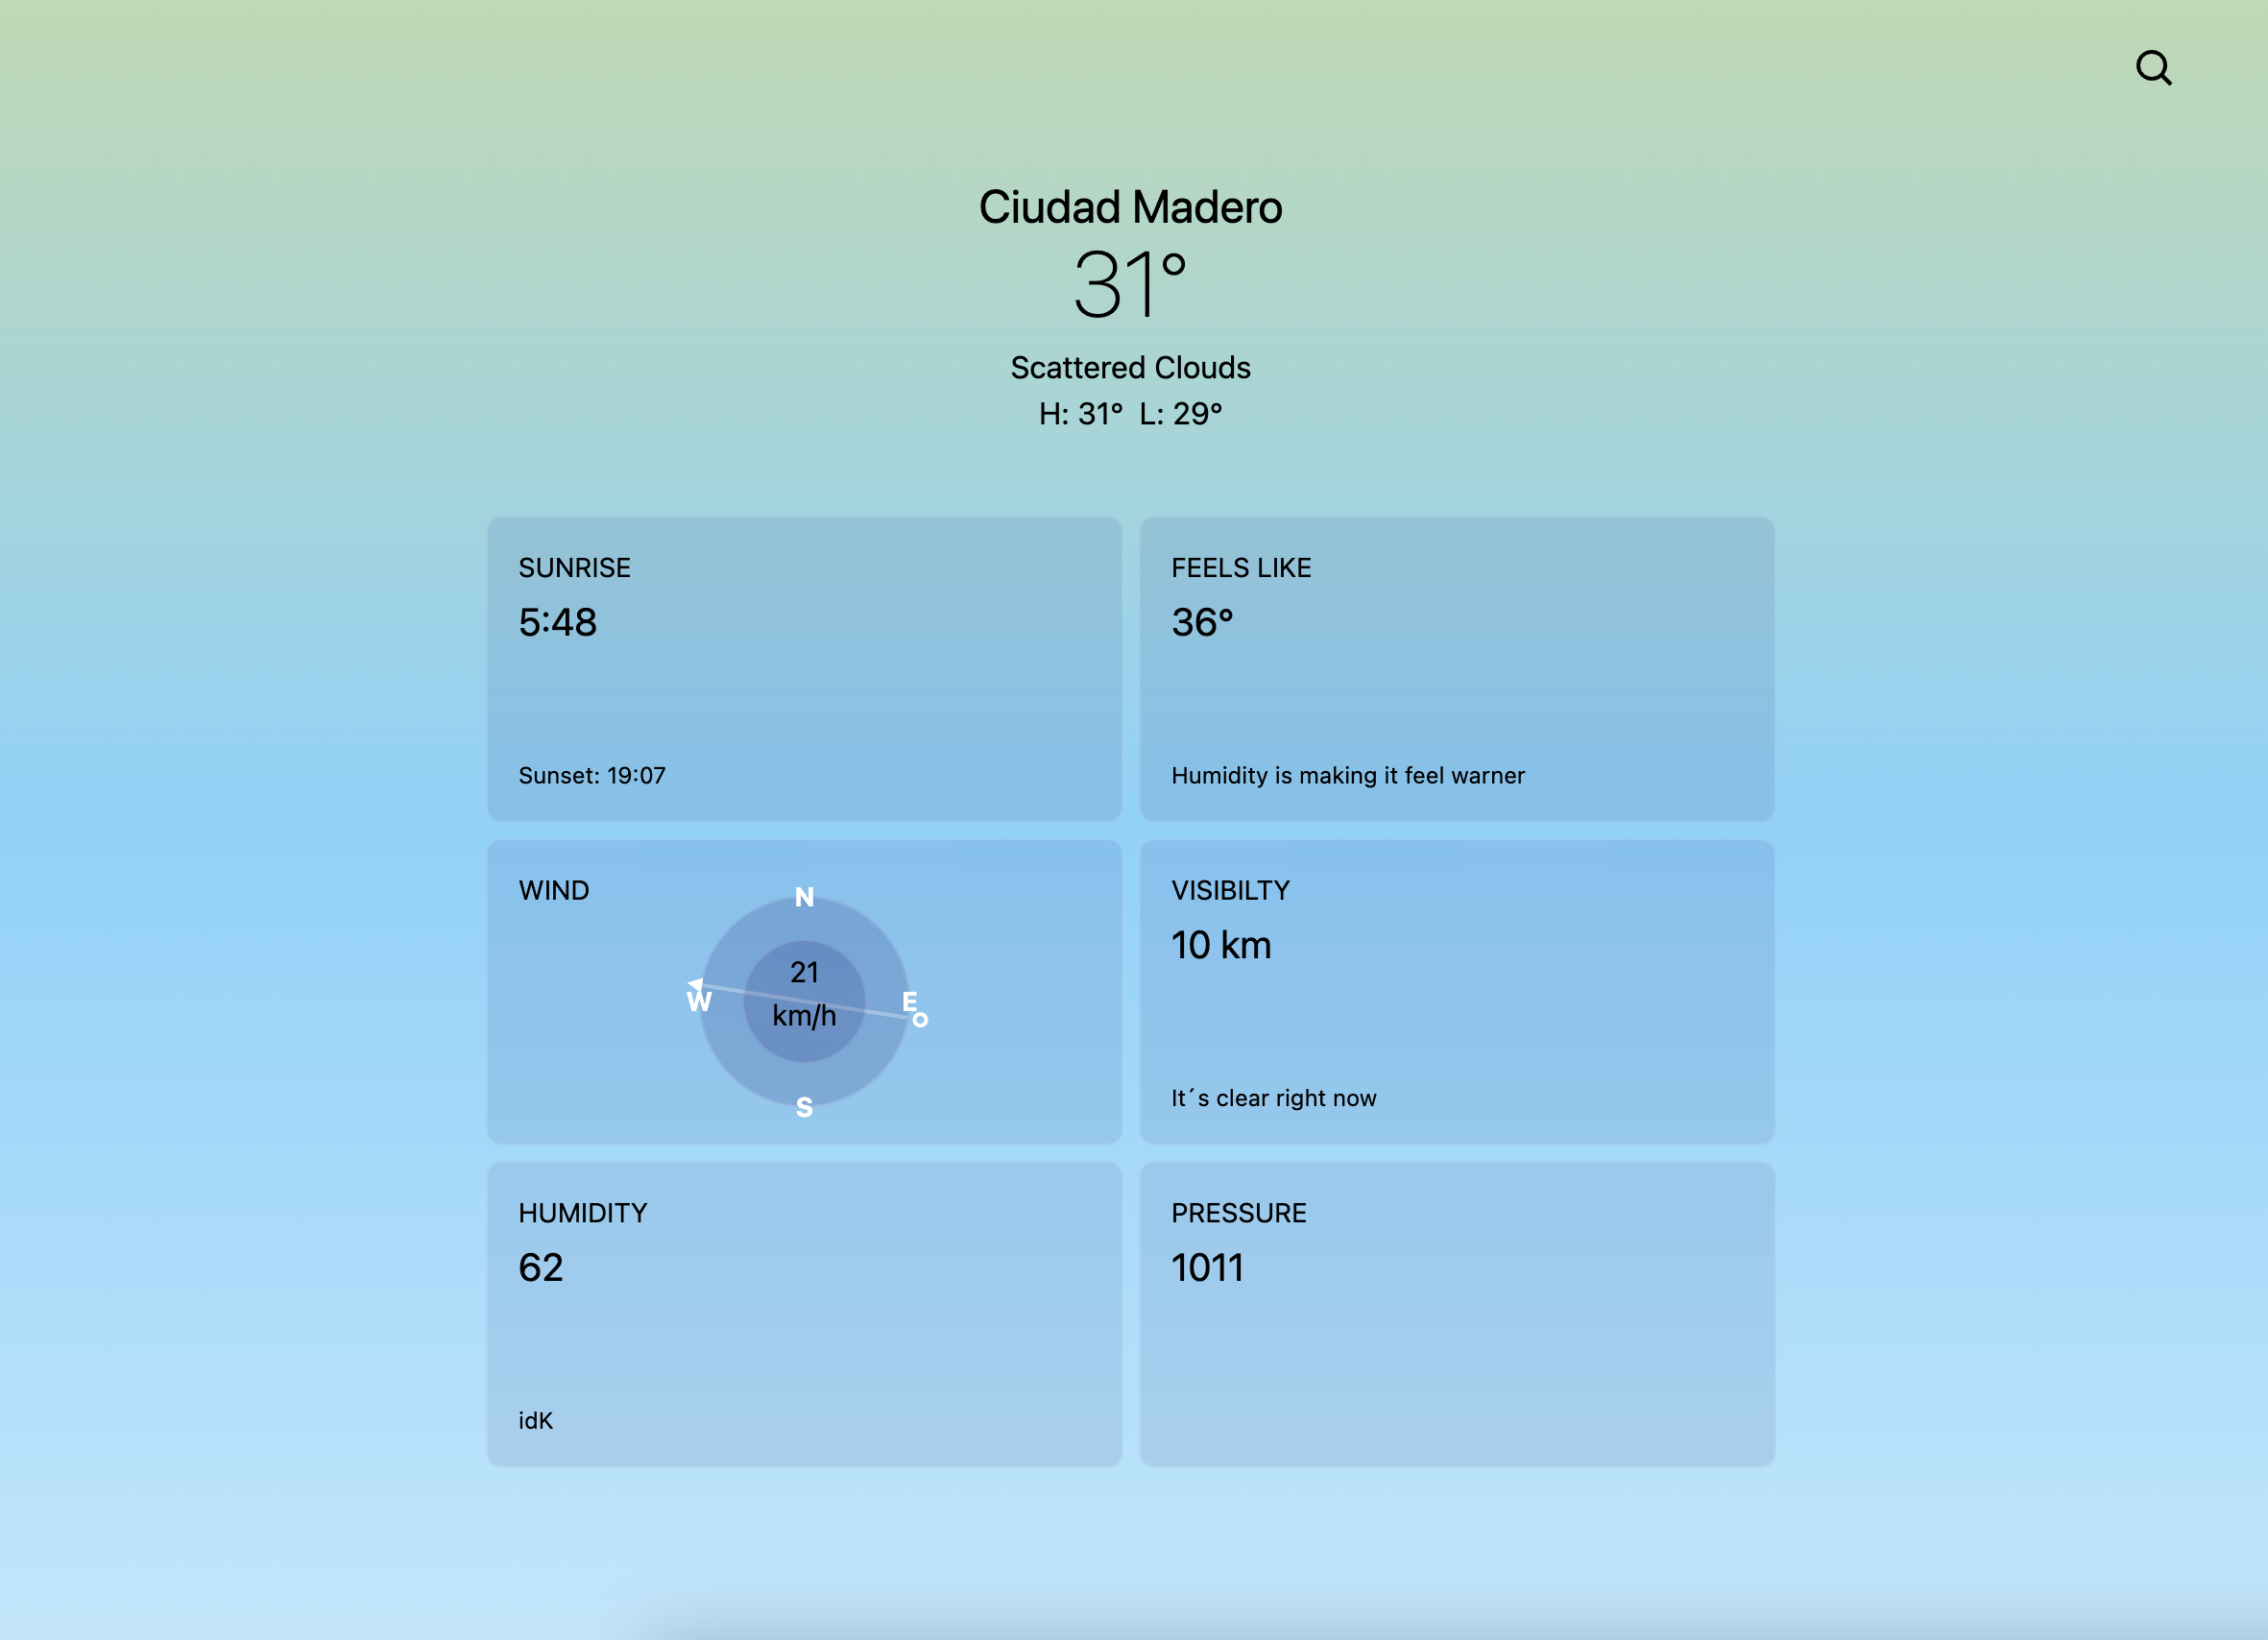 Ciudad Madero
31°
Scattered Clouds
H: 31° L: 29°
SUNRISE
5:48
Sunset: 19:07
FEELS LIKE
36°
Humidity is making it feel warner
WIND
N
W
21
km/h
E
S
VISIBILTY
10 km
It´s clear right now
HUMIDITY
62
idK
PRESSURE
1011